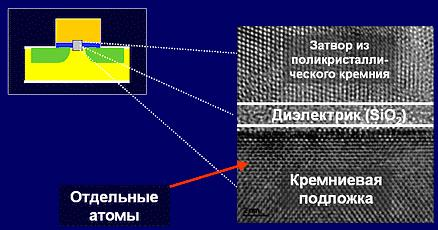 Затвор из
поликристалли-
ческого кремния
Диэлектрик (SiO₂)
Кремниевая
подложка
Отдельные
атомы